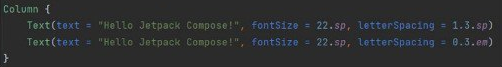 Column {
    Text(text = "Hello Jetpack Compose!", fontSize = 22.sp, letterSpacing = 1.3.sp)
    Text(text = "Hello Jetpack Compose!", fontSize = 22.sp, letterSpacing = 0.3.em)
}